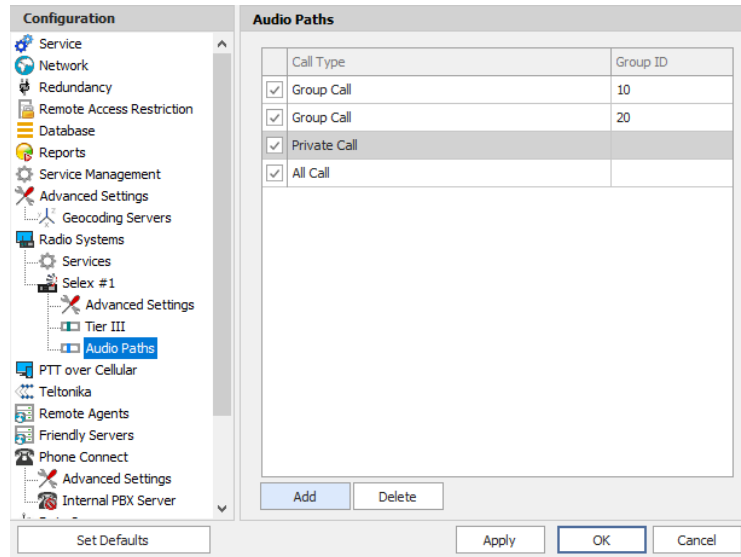 Configuration
Service
Network
Redundancy
Remote Access Restriction
Database
Reports
Service Management
Advanced Settings
Geocoding Servers
Radio Systems
Services
Selex #1
Advanced Settings
Tier III
Audio Paths
PTT over Cellular
Teltonika
Remote Agents
Friendly Servers
Phone Connect
Advanced Settings
Internal PBX Server
Set Defaults
Audio Paths
Call Type Group ID
Group Call 10
Group Call 20
Private Call
All Call
Add Delete
Apply OK Cancel